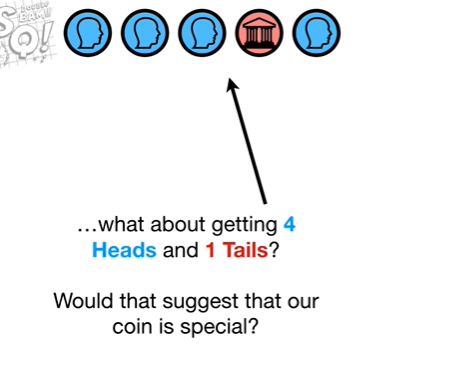 ...what about getting 4
Heads and 1 Tails?
Would that suggest that our
coin is special?